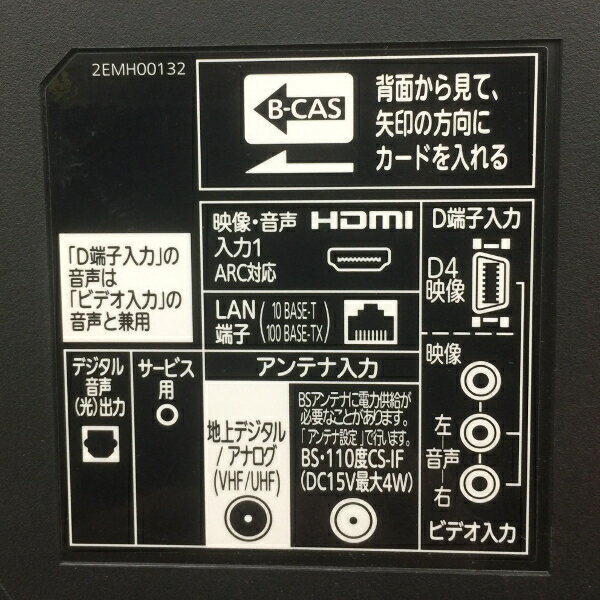 2EMH00132
B-CAS
背面から見て、
矢印の方向に
カードを入れる
「D端子入力」の
音声は
「ビデオ入力」の
音声と兼用
映像・音声 HDMI
入力1
ARC対応
LAN
端子
(10 BASE-T
100 BASE-TX)
D端子入力
D4
映像
映像
左
音声
右
ビデオ入力
デジタル
音声
(光)出力
サービス
用
アンテナ入力
地上デジタル
/アナログ
(VHF/UHF)
BSアンテナに電力供給が
必要なことがあります。
「アンテナ設定」で行います。
BS・110度CS-IF
(DC15V最大4W)